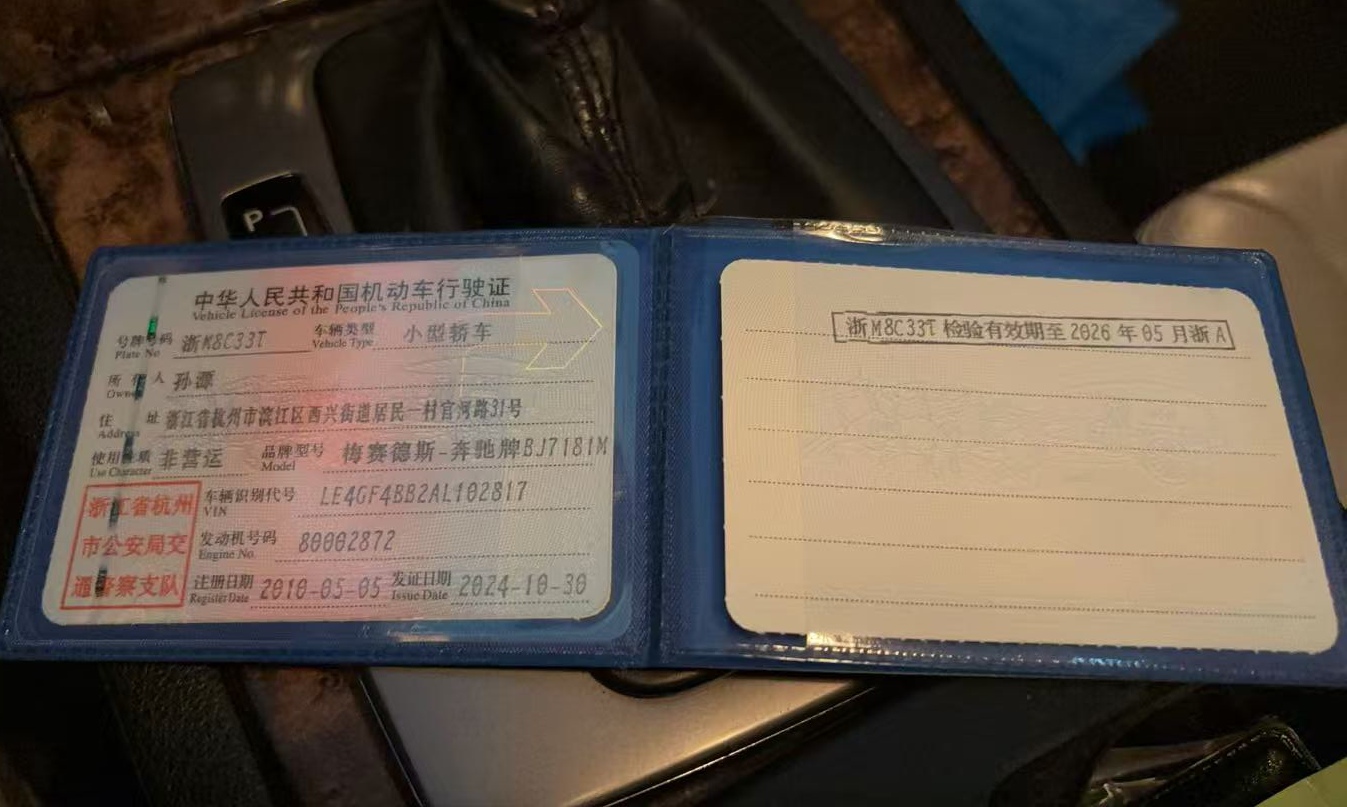 P
中华人民共和国机动车行驶证
Vehicle License of the People's Republic of China
号牌号码 浙M8C33T 车辆类型 小型轿车
Plate No Vehicle Type
所有人 孙源
Owner
住 址 浙江省杭州市滨江区西兴街道居民一村官河路31号
Address
使用性质 非营运 品牌型号 梅赛德斯-奔驰牌BJ7181M
Use Character Model
浙江省杭州 车辆识别代号 LE4GF4BB2AL102817
VIN
市公安局交 发动机号码 80002872
Engine No.
通警察支队 注册日期 2010-05-05 发证日期 2024-10-30
Register Date Issue Date
浙M8C33T 检验有效期至 2026 年 05 月浙A